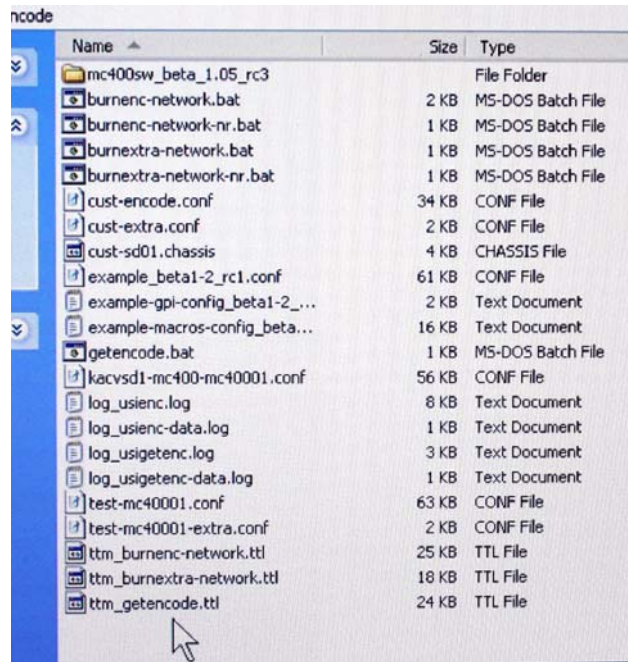 ncode
Name Size Type
mc400sw_beta_1.05_rc3 File Folder
burnenc-network.bat 2 KB MS-DOS Batch File
burnenc-network-nr.bat 1 KB MS-DOS Batch File
burnextra-network.bat 1 KB MS-DOS Batch File
burnextra-network-nr.bat 1 KB MS-DOS Batch File
cust-encode.conf 34 KB CONF File
cust-extra.conf 2 KB CONF File
cust-sd01.chassis 4 KB CHASSIS File
example_beta1-2_rc1.conf 61 KB CONF File
example-gpi-config_beta1-2_... 2 KB Text Document
example-macros-config_beta... 16 KB Text Document
getencode.bat 1 KB MS-DOS Batch File
kacvsd1-mc400-mc40001.conf 56 KB CONF File
log_usienc.log 8 KB Text Document
log_usienc-data.log 1 KB Text Document
log_usigetenc.log 3 KB Text Document
log_usigetenc-data.log 1 KB Text Document
test-mc40001.conf 63 KB CONF File
test-mc40001-extra.conf 2 KB CONF File
ttm_burnenc-network.ttl 25 KB TTL File
ttm_burnextra-network.ttl 18 KB TTL File
ttm_getencode.ttl 24 KB TTL File